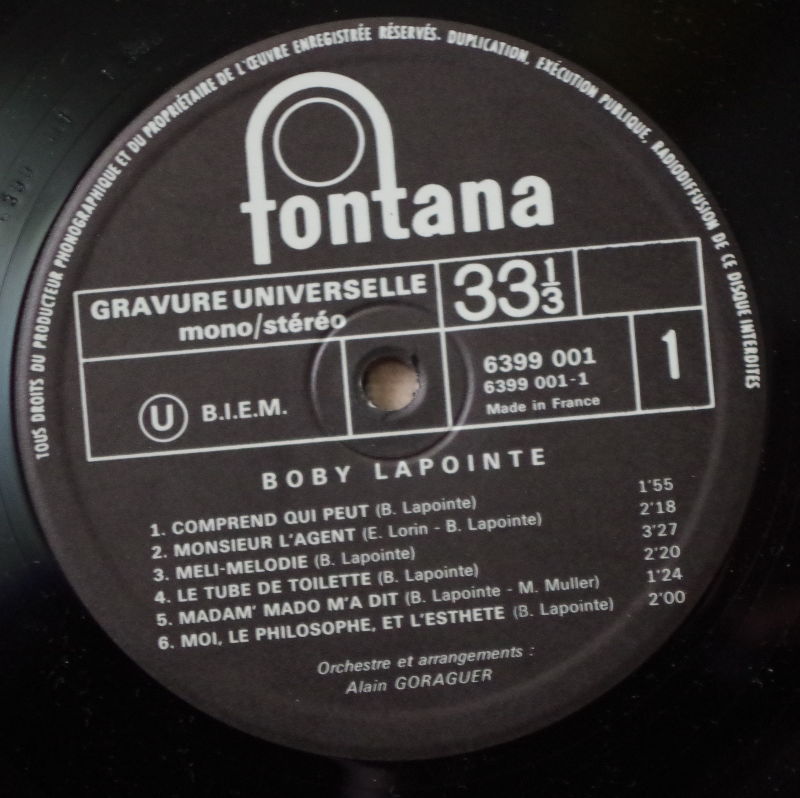 TOUS DROITS DU PRODUCTEUR PHONOGRAPHIQUE ET DU PROPRIÉTAIRE DE L'ŒUVRE ENREGISTRÉE RÉSERVÉS. DUPLICATION, EXÉCUTION PUBLIQUE, RADIODIFFUSION DE CE DISQUE INTERDITES
fontana
GRAVURE UNIVERSELLE
mono/stéréo
33 1/3
U B.I.E.M.
6399 001
6399 001-1
Made in France
1
BOBY LAPOINTE
1. COMPREND QUI PEUT (B. Lapointe) 1'55
2. MONSIEUR L'AGENT (E. Lorin - B. Lapointe) 2'18
3. MELI-MELODIE (B. Lapointe) 3'27
4. LE TUBE DE TOILETTE (B. Lapointe) 2'20
5. MADAM' MADO M'A DIT (B. Lapointe - M. Muller) 1'24
6. MOI, LE PHILOSOPHE, ET L'ESTHETE (B. Lapointe) 2'00
Orchestre et arrangements :
Alain GORAGUER